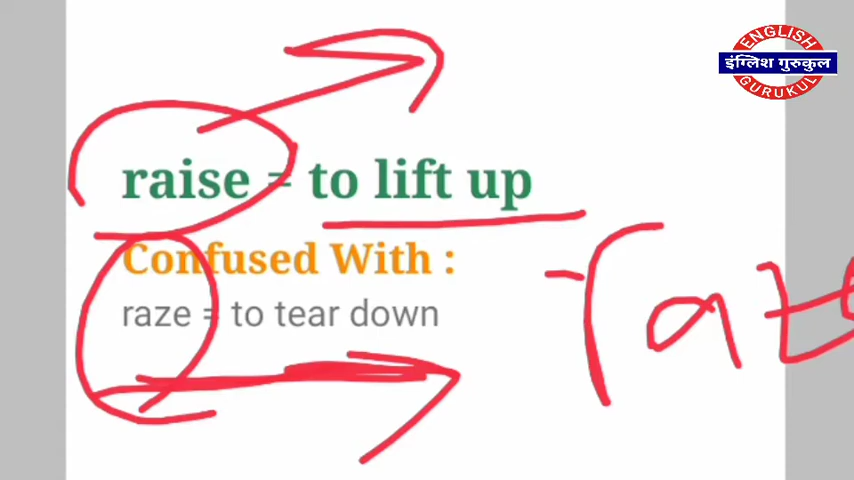 ENGLISH
इंग्लिश गुरुकुल
GURUKUL
raise = to lift up
Confused With :
raze = to tear down